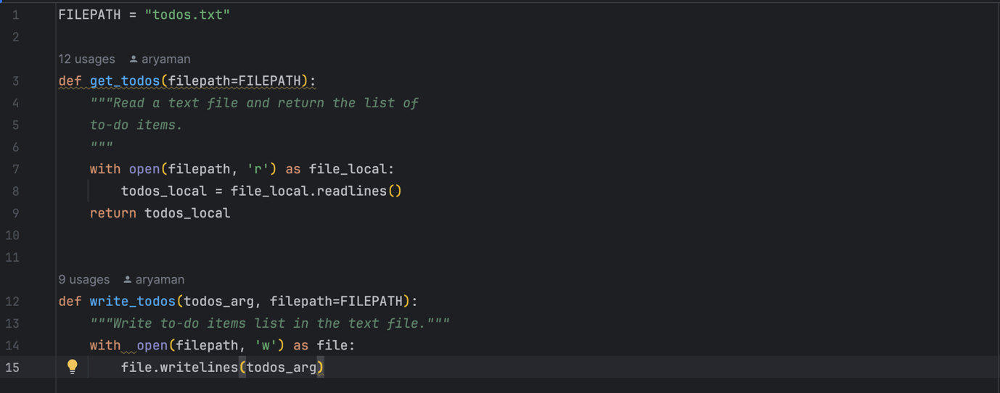 1 FILEPATH = "todos.txt"
2
12 usages aryaman
3 def get_todos(filepath=FILEPATH):
4     """Read a text file and return the list of
5     to-do items.
6     """
7     with open(filepath, 'r') as file_local:
8         todos_local = file_local.readlines()
9     return todos_local
10
11
9 usages aryaman
12 def write_todos(todos_arg, filepath=FILEPATH):
13     """Write to-do items list in the text file."""
14     with  open(filepath, 'w') as file:
15         file.writelines(todos_arg)